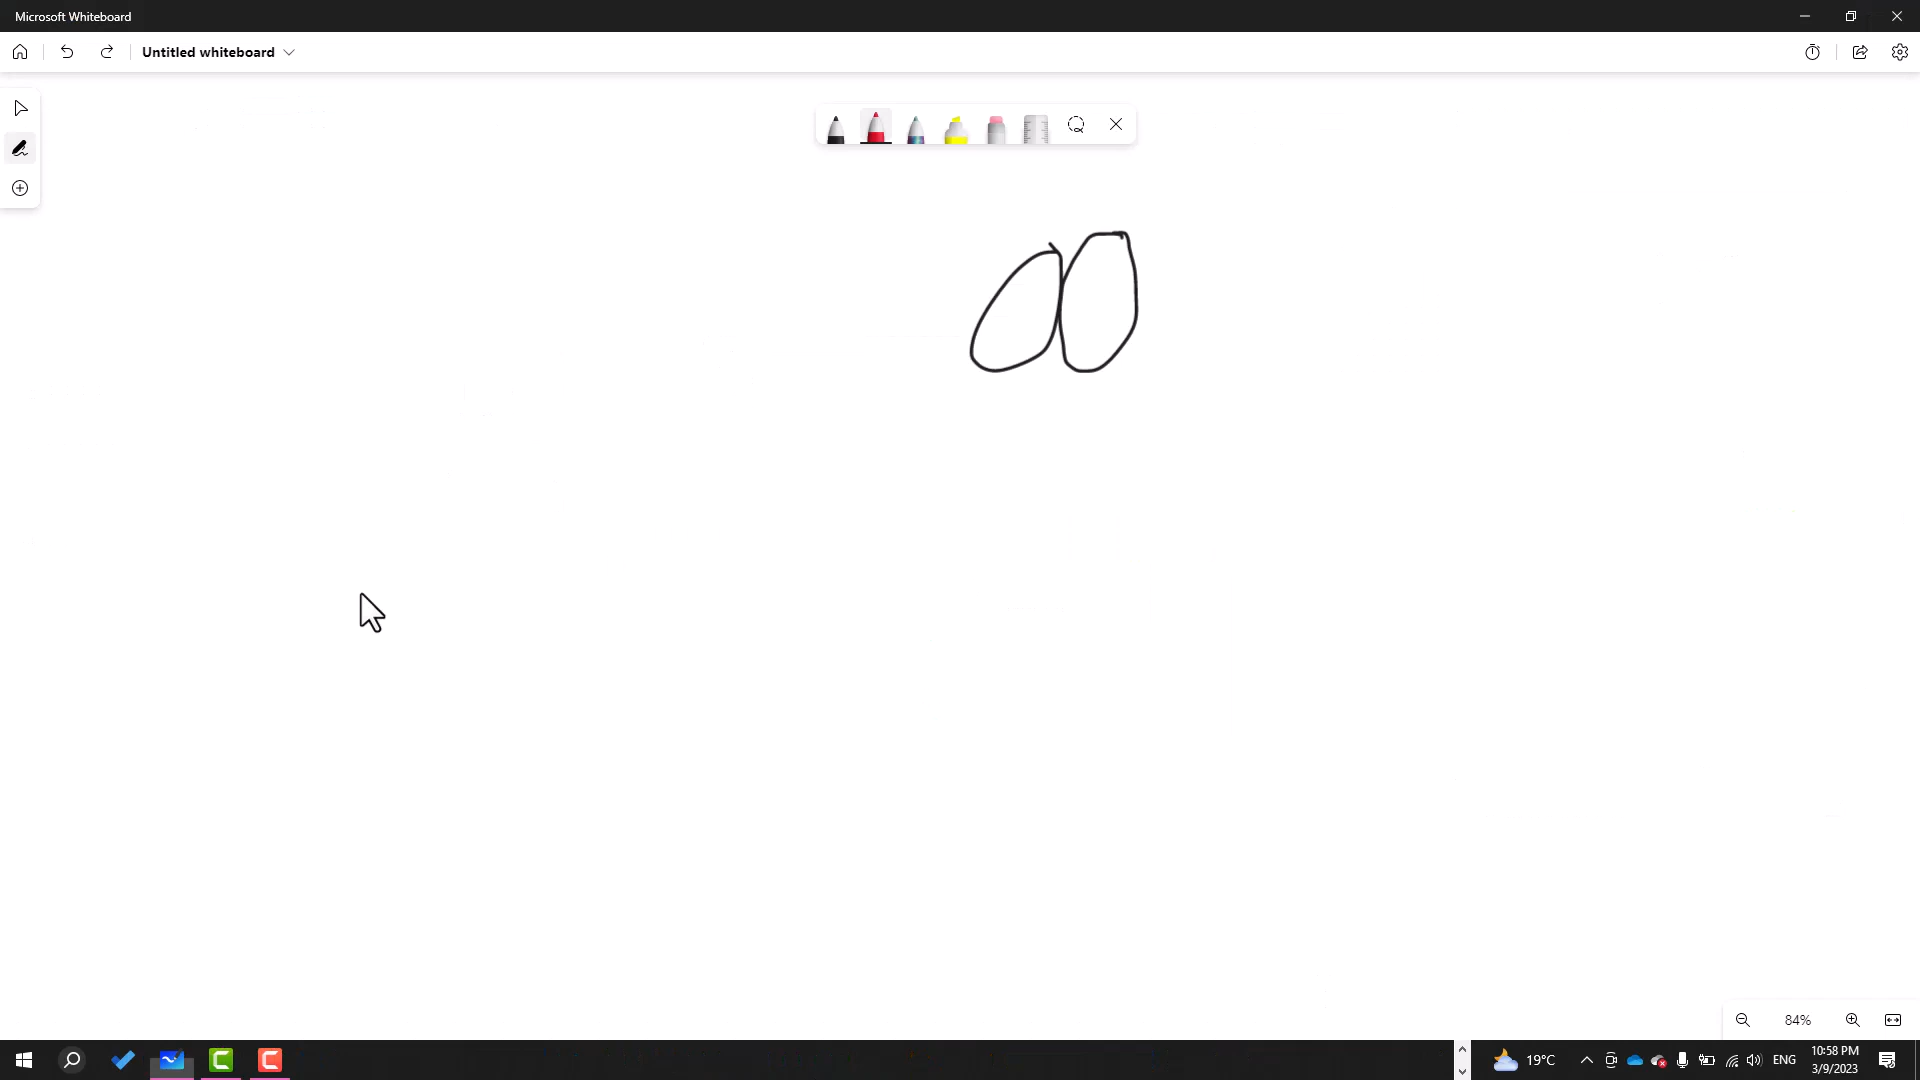 Microsoft Whiteboard
Untitled whiteboard
84%
19°C
ENG
10:58 PM
3/9/2023